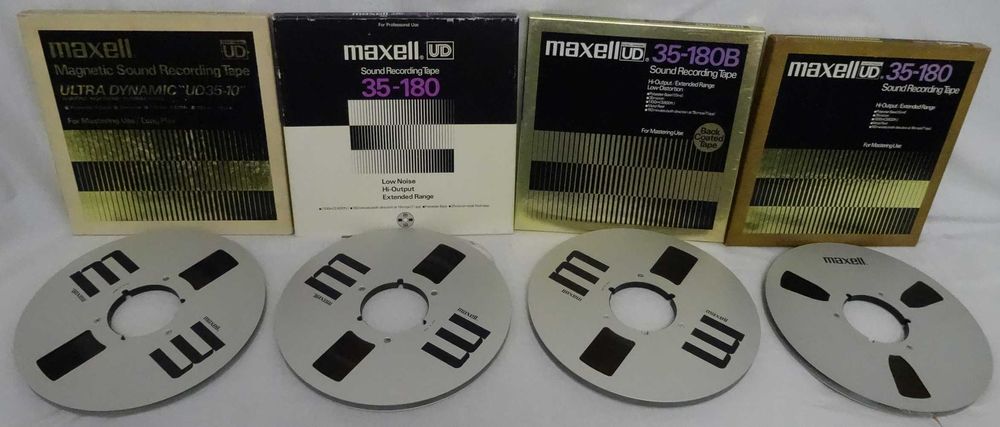 maxell
UD
Magnetic Sound Recording Tape
ULTRA DYNAMIC "UD35-10"
For Mastering Use / Long Play
For Professional Use
maxell UD
Sound Recording Tape
35-180
Low Noise
Hi-Output
Extended Range
maxell UD 35-180B
Sound Recording Tape
Hi-Output / Extended Range
Low-Distortion
For Mastering Use
Back
Coated
Tape
maxell UD 35-180
Sound Recording Tape
Hi-Output / Extended Range
For Mastering Use
m
maxell
maxell
m
m
maxell
maxell
m
m
maxell
maxell
m
maxell